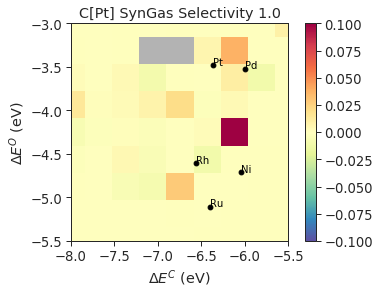 C[Pt] SynGas Selectivity 1.0
−3.0
−3.5
−4.0
−4.5
−5.0
−5.5
ΔE^O (eV)
Pt
Pd
Rh
Ni
Ru
−8.0 −7.5 −7.0 −6.5 −6.0 −5.5
ΔE^C (eV)
0.100
0.075
0.050
0.025
0.000
−0.025
−0.050
−0.075
−0.100